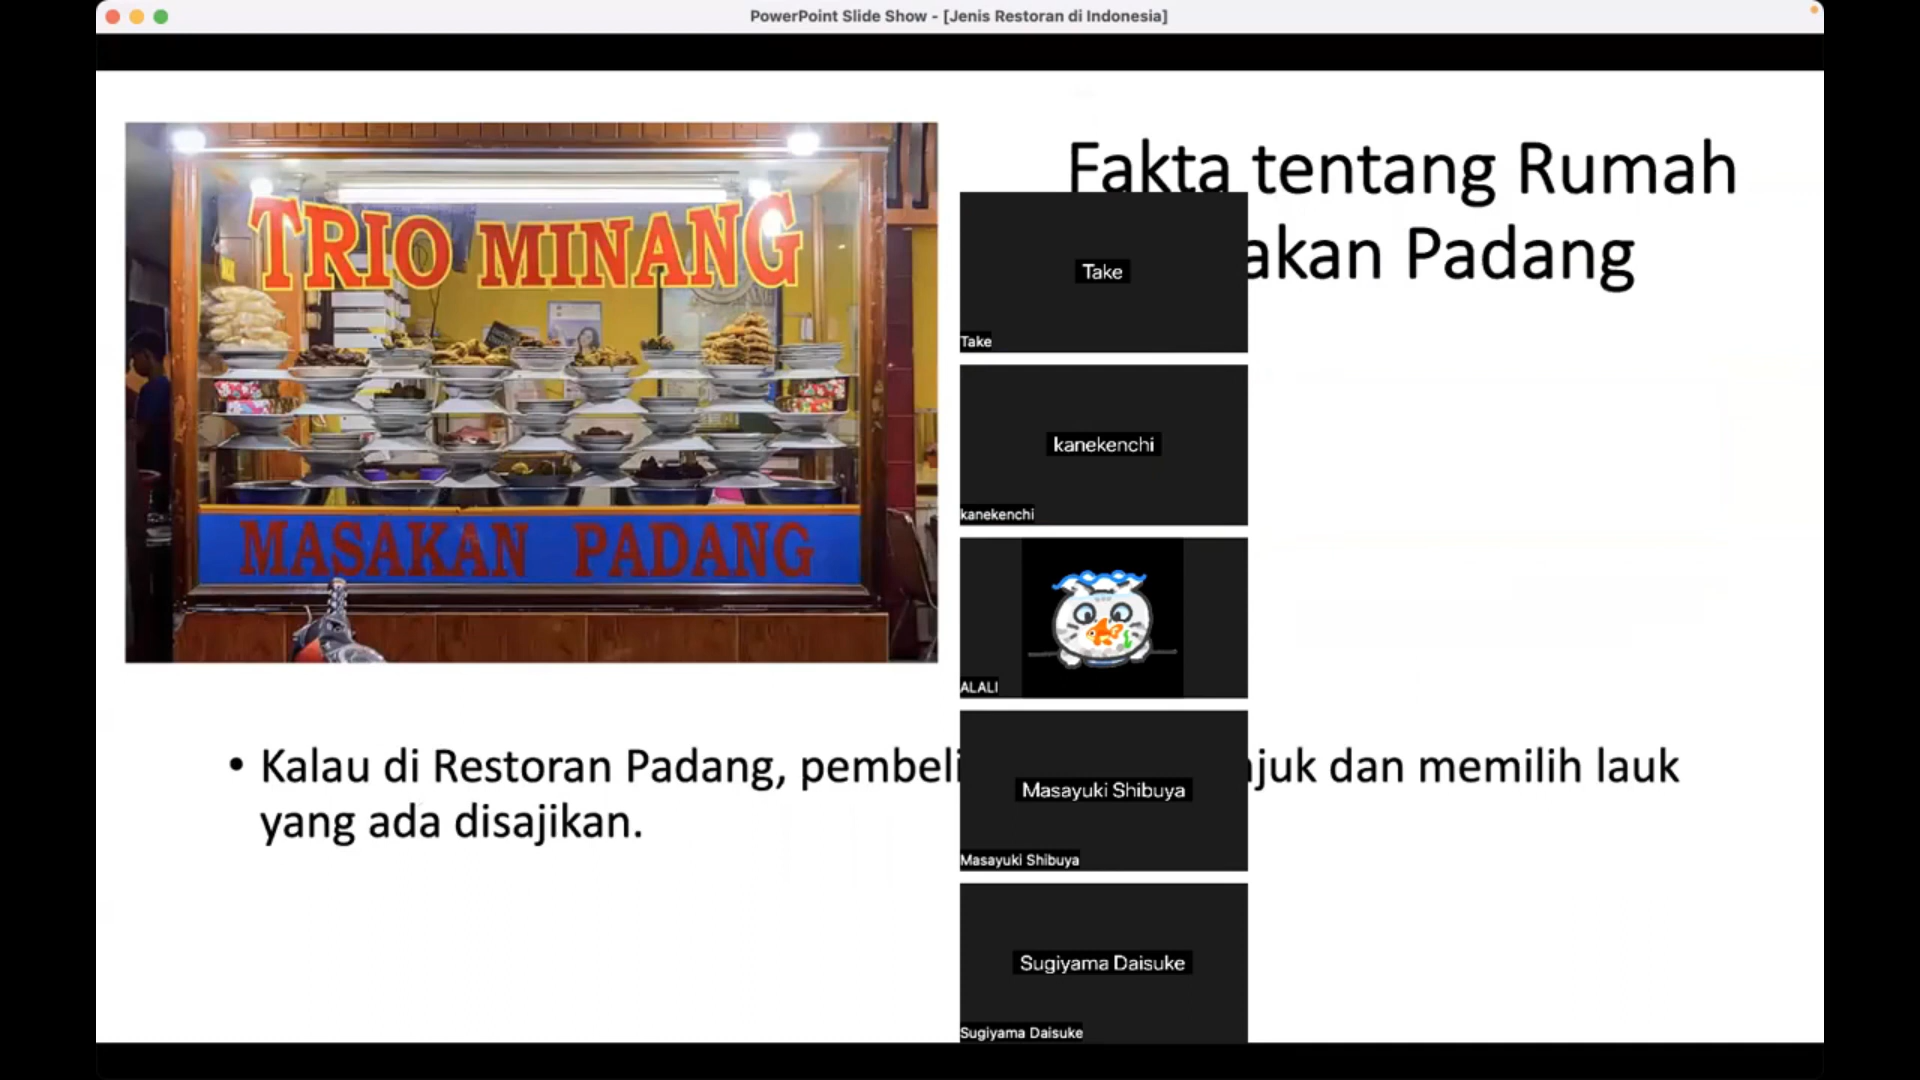 PowerPoint Slide Show - [Jenis Restoran di Indonesia]
TRIO MINANG
MASAKAN PADANG
Fakta tentang Rumah
akan Padang
Take
Take
kanekenchi
kanekenchi
ALALI
Masayuki Shibuya
Masayuki Shibuya
Sugiyama Daisuke
Sugiyama Daisuke
• Kalau di Restoran Padang, pembeli juk dan memilih lauk
yang ada disajikan.